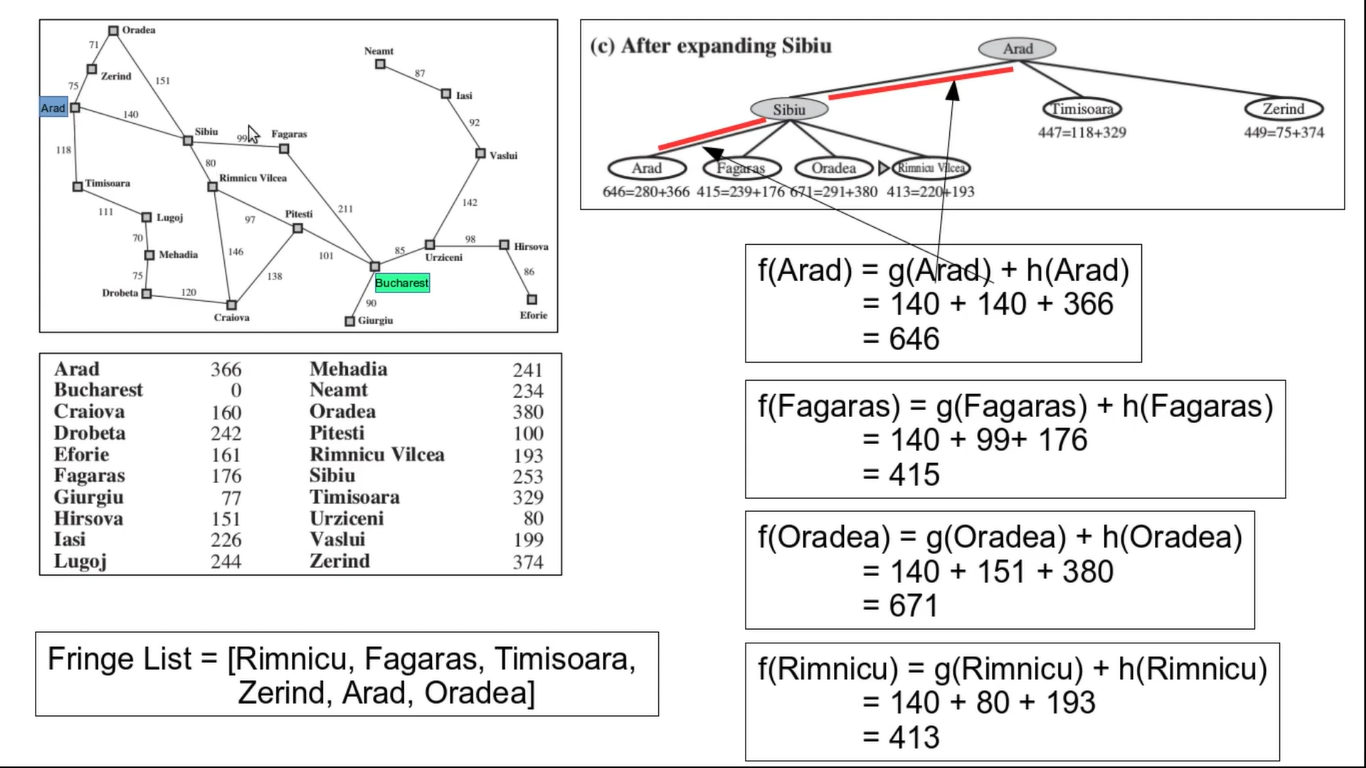 Oradea
71
Neamt
Zerind
151
87
75
Iasi
Arad
140
92
Sibiu
99
Fagaras
118
80
Vaslui
Timisoara
Rimnicu Vilcea
111
Lugoj
97
Pitesti
211
142
70
Mehadia
146
101
85
98
Hirsova
Urziceni
75
138
86
Bucharest
Drobeta
120
90
Craiova
Giurgiu
Eforie
(c) After expanding Sibiu
Arad
Sibiu
Timisoara
Zerind
447=118+329
449=75+374
Arad
Fagaras
Oradea
Rimnicu Vilcea
646=280+366 415=239+176 671=291+380 413=220+193
Arad 366 Mehadia 241
Bucharest 0 Neamt 234
Craiova 160 Oradea 380
Drobeta 242 Pitesti 100
Eforie 161 Rimnicu Vilcea 193
Fagaras 176 Sibiu 253
Giurgiu 77 Timisoara 329
Hirsova 151 Urziceni 80
Iasi 226 Vaslui 199
Lugoj 244 Zerind 374
Fringe List = [Rimnicu, Fagaras, Timisoara,
Zerind, Arad, Oradea]
f(Arad) = g(Arad) + h(Arad)
= 140 + 140 + 366
= 646
f(Fagaras) = g(Fagaras) + h(Fagaras)
= 140 + 99+ 176
= 415
f(Oradea) = g(Oradea) + h(Oradea)
= 140 + 151 + 380
= 671
f(Rimnicu) = g(Rimnicu) + h(Rimnicu)
= 140 + 80 + 193
= 413